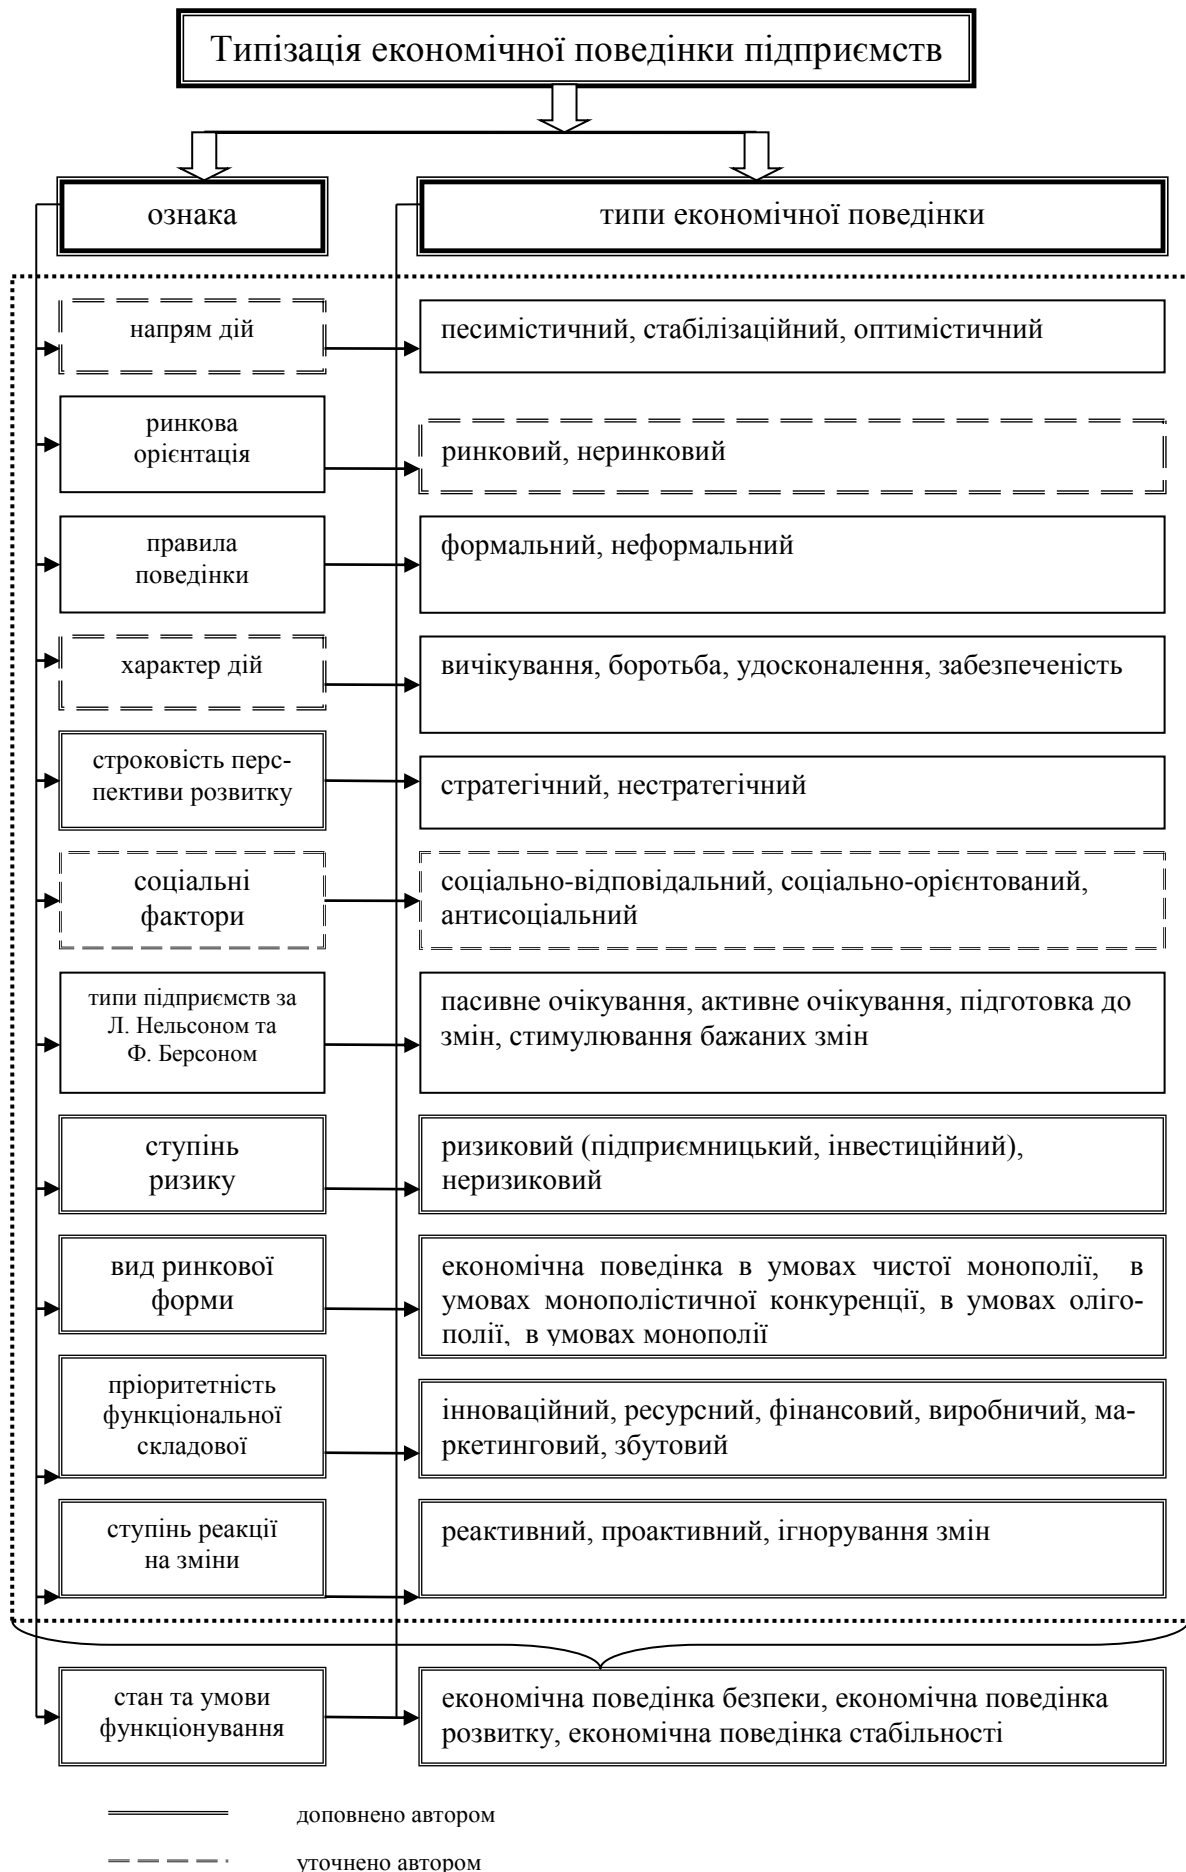 Типізація економічної поведінки підприємств
ознака
типи економічної поведінки
напрям дій
песимістичний, стабілізаційний, оптимістичний
ринкова
орієнтація
ринковий, неринковий
правила
поведінки
формальний, неформальний
характер дій
вичікування, боротьба, удосконалення, забезпеченість
строковість перс-
пективи розвитку
стратегічний, нестратегічний
соціальні
фактори
соціально-відповідальний, соціально-орієнтований,
антисоціальний
типи підприємств за
Л. Нельсоном та
Ф. Берсоном
пасивне очікування, активне очікування, підготовка до
змін, стимулювання бажаних змін
ступінь
ризику
ризиковий (підприємницький, інвестиційний),
неризиковий
вид ринкової
форми
економічна поведінка в умовах чистої монополії, в
умовах монополістичної конкуренції, в умовах оліго-
полії, в умовах монополії
пріоритетність
функціональної
складової
інноваційний, ресурсний, фінансовий, виробничий, ма-
ркетинговий, збутовий
ступінь реакції
на зміни
реактивний, проактивний, ігнорування змін
стан та умови
функціонування
економічна поведінка безпеки, економічна поведінка
розвитку, економічна поведінка стабільності
доповнено автором
уточнено автором